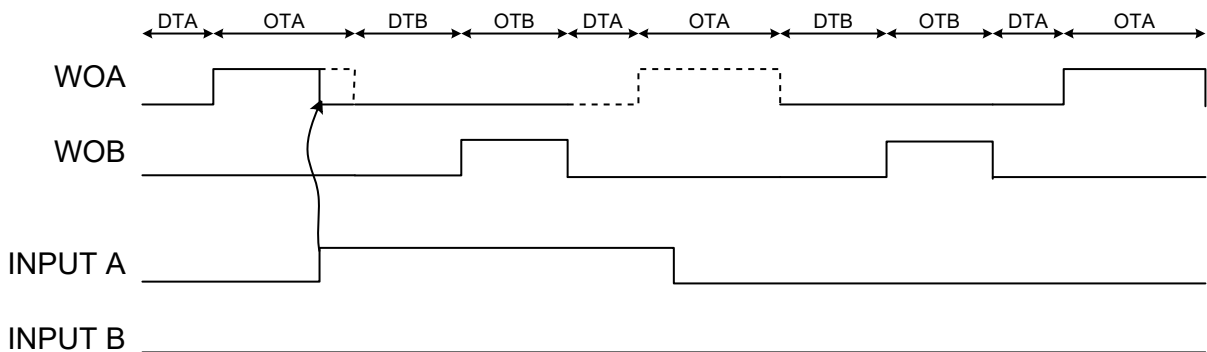 DTA OTA DTB OTB DTA OTA DTB OTB DTA OTA
WOA
WOB
INPUT A
INPUT B